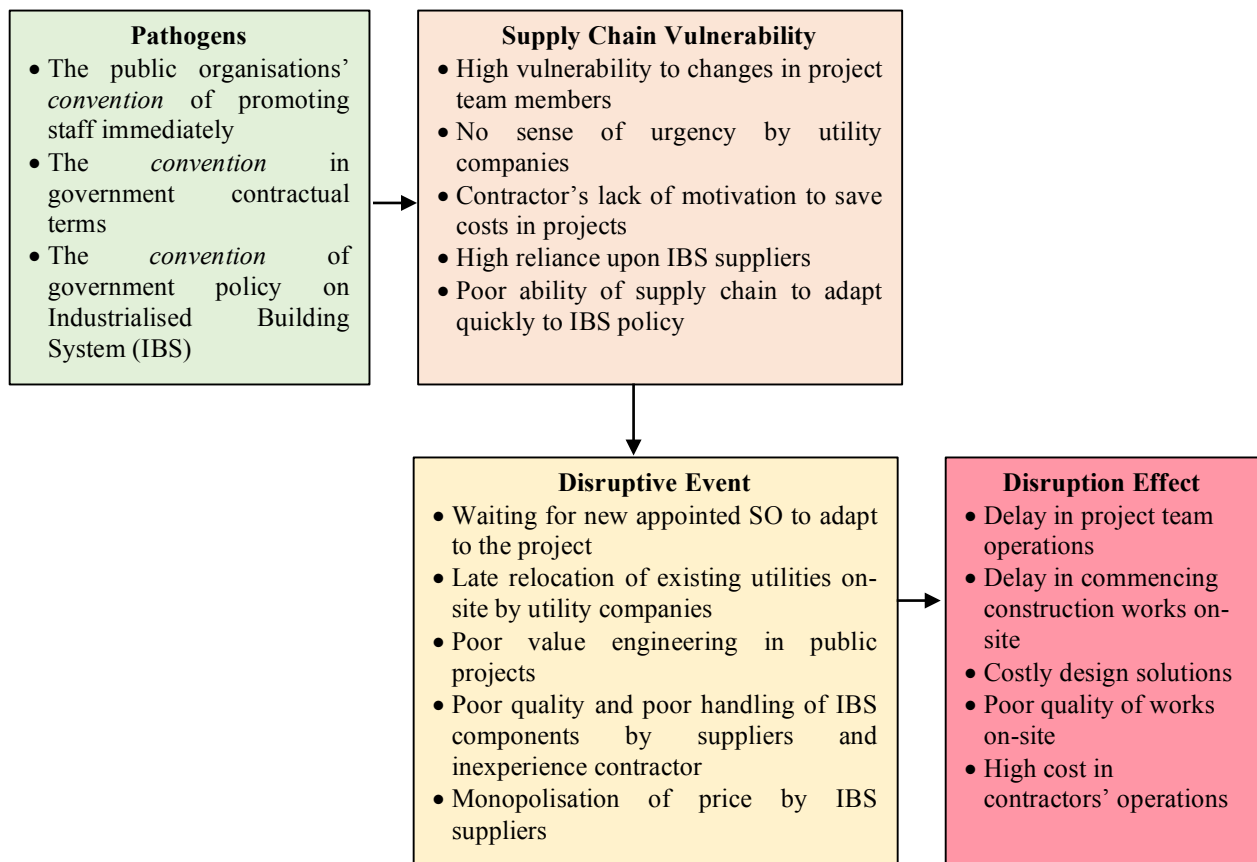 Pathogens
• The public organisations’
convention of promoting
staff immediately
• The convention in
government contractual
terms
• The convention of
government policy on
Industrialised Building
System (IBS)
Supply Chain Vulnerability
• High vulnerability to changes in project
team members
• No sense of urgency by utility
companies
• Contractor’s lack of motivation to save
costs in projects
• High reliance upon IBS suppliers
• Poor ability of supply chain to adapt
quickly to IBS policy
Disruptive Event
• Waiting for new appointed SO to adapt
to the project
• Late relocation of existing utilities on-
site by utility companies
• Poor value engineering in public
projects
• Poor quality and poor handling of IBS
components by suppliers and
inexperience contractor
• Monopolisation of price by IBS
suppliers
Disruption Effect
• Delay in project team
operations
• Delay in commencing
construction works on-
site
• Costly design solutions
• Poor quality of works
on-site
• High cost in
contractors’ operations